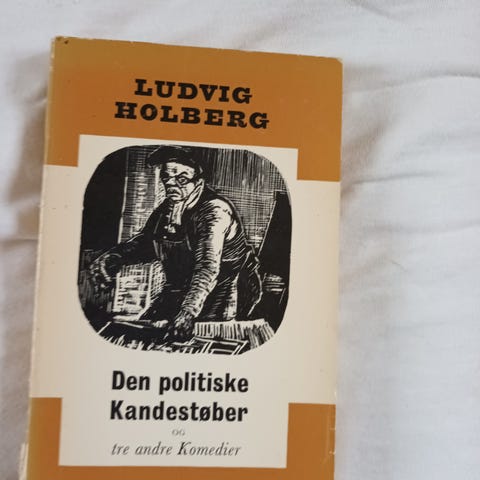 LUDVIG
HOLBERG
Den politiske
Kandestøber
OG
tre andre Komedier